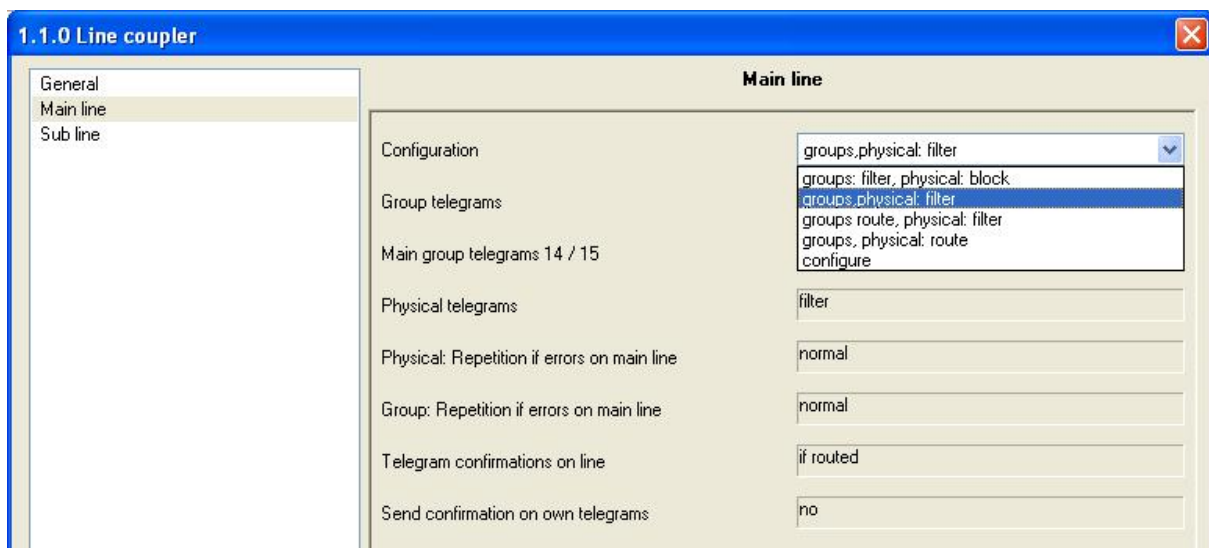 1.1.0 Line coupler
General
Main line
Sub line
Main line
Configuration
groups,physical: filter
groups: filter, physical: block
groups,physical: filter
groups route, physical: filter
groups, physical: route
configure
Group telegrams
Main group telegrams 14 / 15
Physical telegrams
filter
Physical: Repetition if errors on main line
normal
Group: Repetition if errors on main line
normal
Telegram confirmations on line
if routed
Send confirmation on own telegrams
no